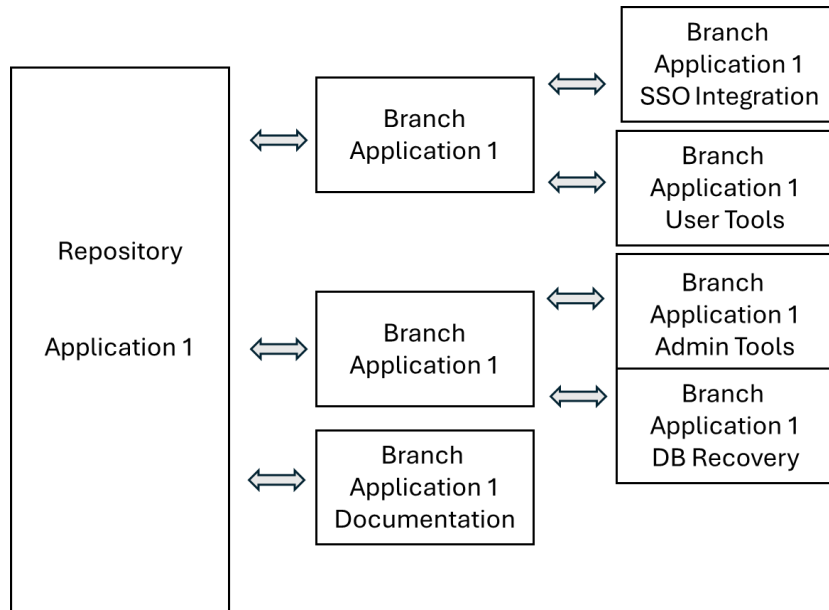 Repository
Application 1
Branch
Application 1
Branch
Application 1
SSO Integration
Branch
Application 1
User Tools
Branch
Application 1
Branch
Application 1
Admin Tools
Branch
Application 1
DB Recovery
Branch
Application 1
Documentation